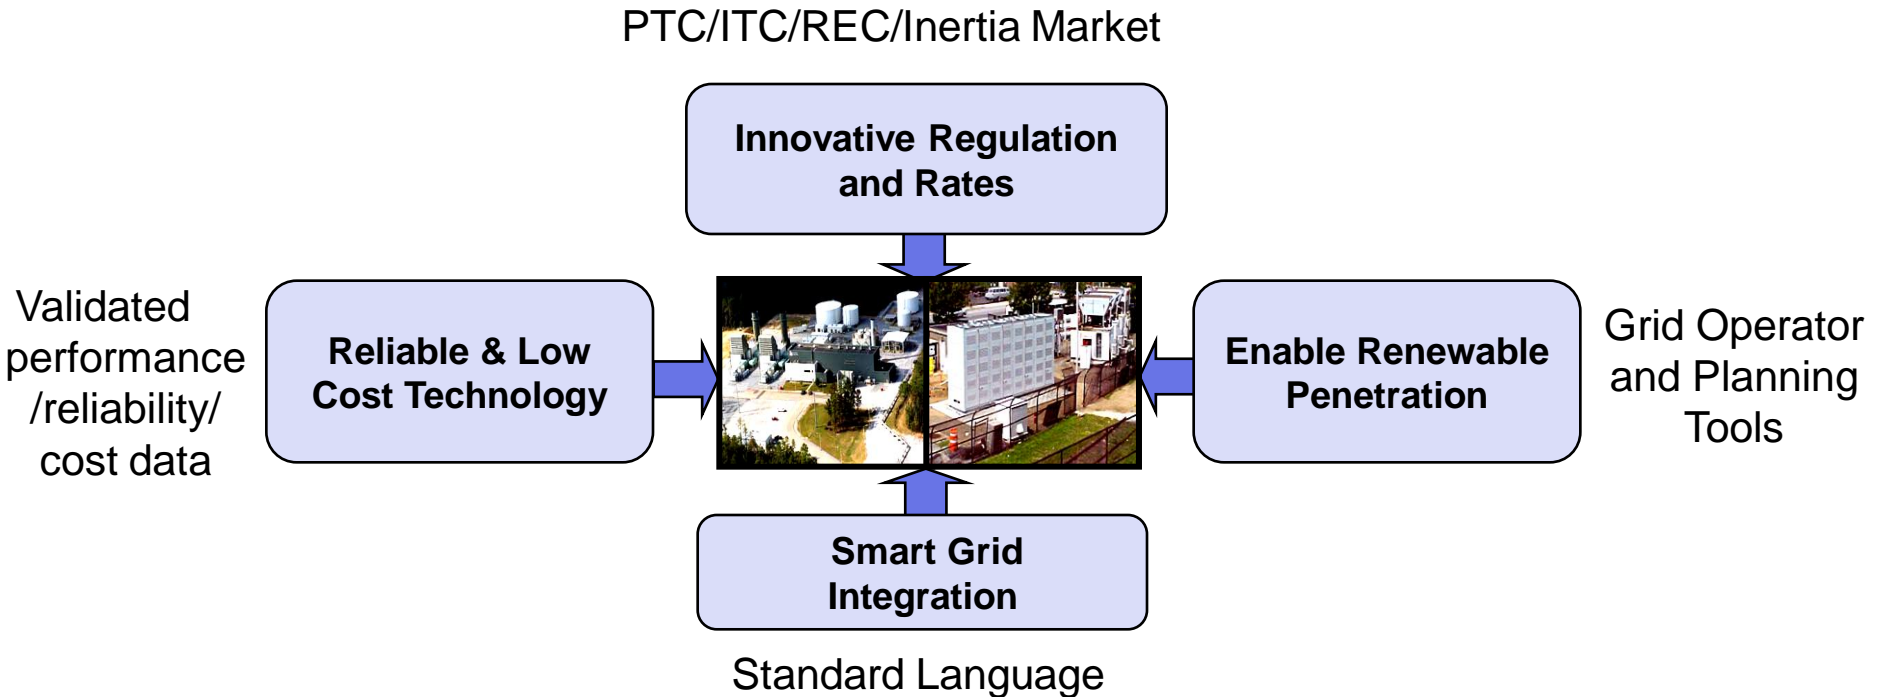 PTC/ITC/REC/Inertia Market
Innovative Regulation
and Rates
Validated
performance
/reliability/
cost data
Reliable & Low
Cost Technology
Enable Renewable
Penetration
Grid Operator
and Planning
Tools
Smart Grid
Integration
Standard Language